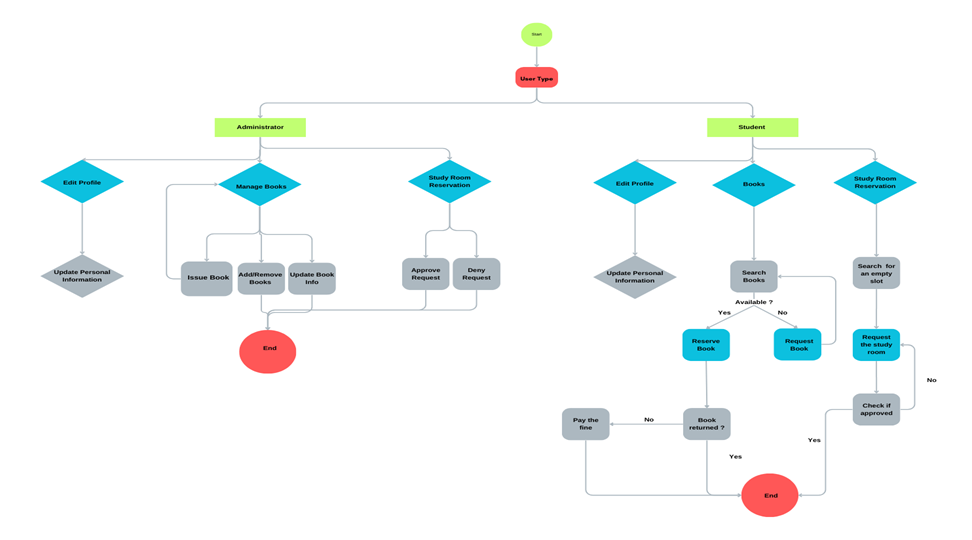 Start
User Type
Administrator
Student
Edit Profile
Manage Books
Study Room
Reservation
Edit Profile
Books
Study Room
Reservation
Update Personal
Information
Issue Book
Add/Remove
Books
Update Book
Info
Approve
Request
Deny
Request
Update Personal
Information
Search
Books
Search for
an empty
slot
Available ?
Yes
No
End
Reserve
Book
Request
Book
Request
the study
room
No
Pay the
fine
No
Book
returned ?
Check if
approved
Yes
Yes
End